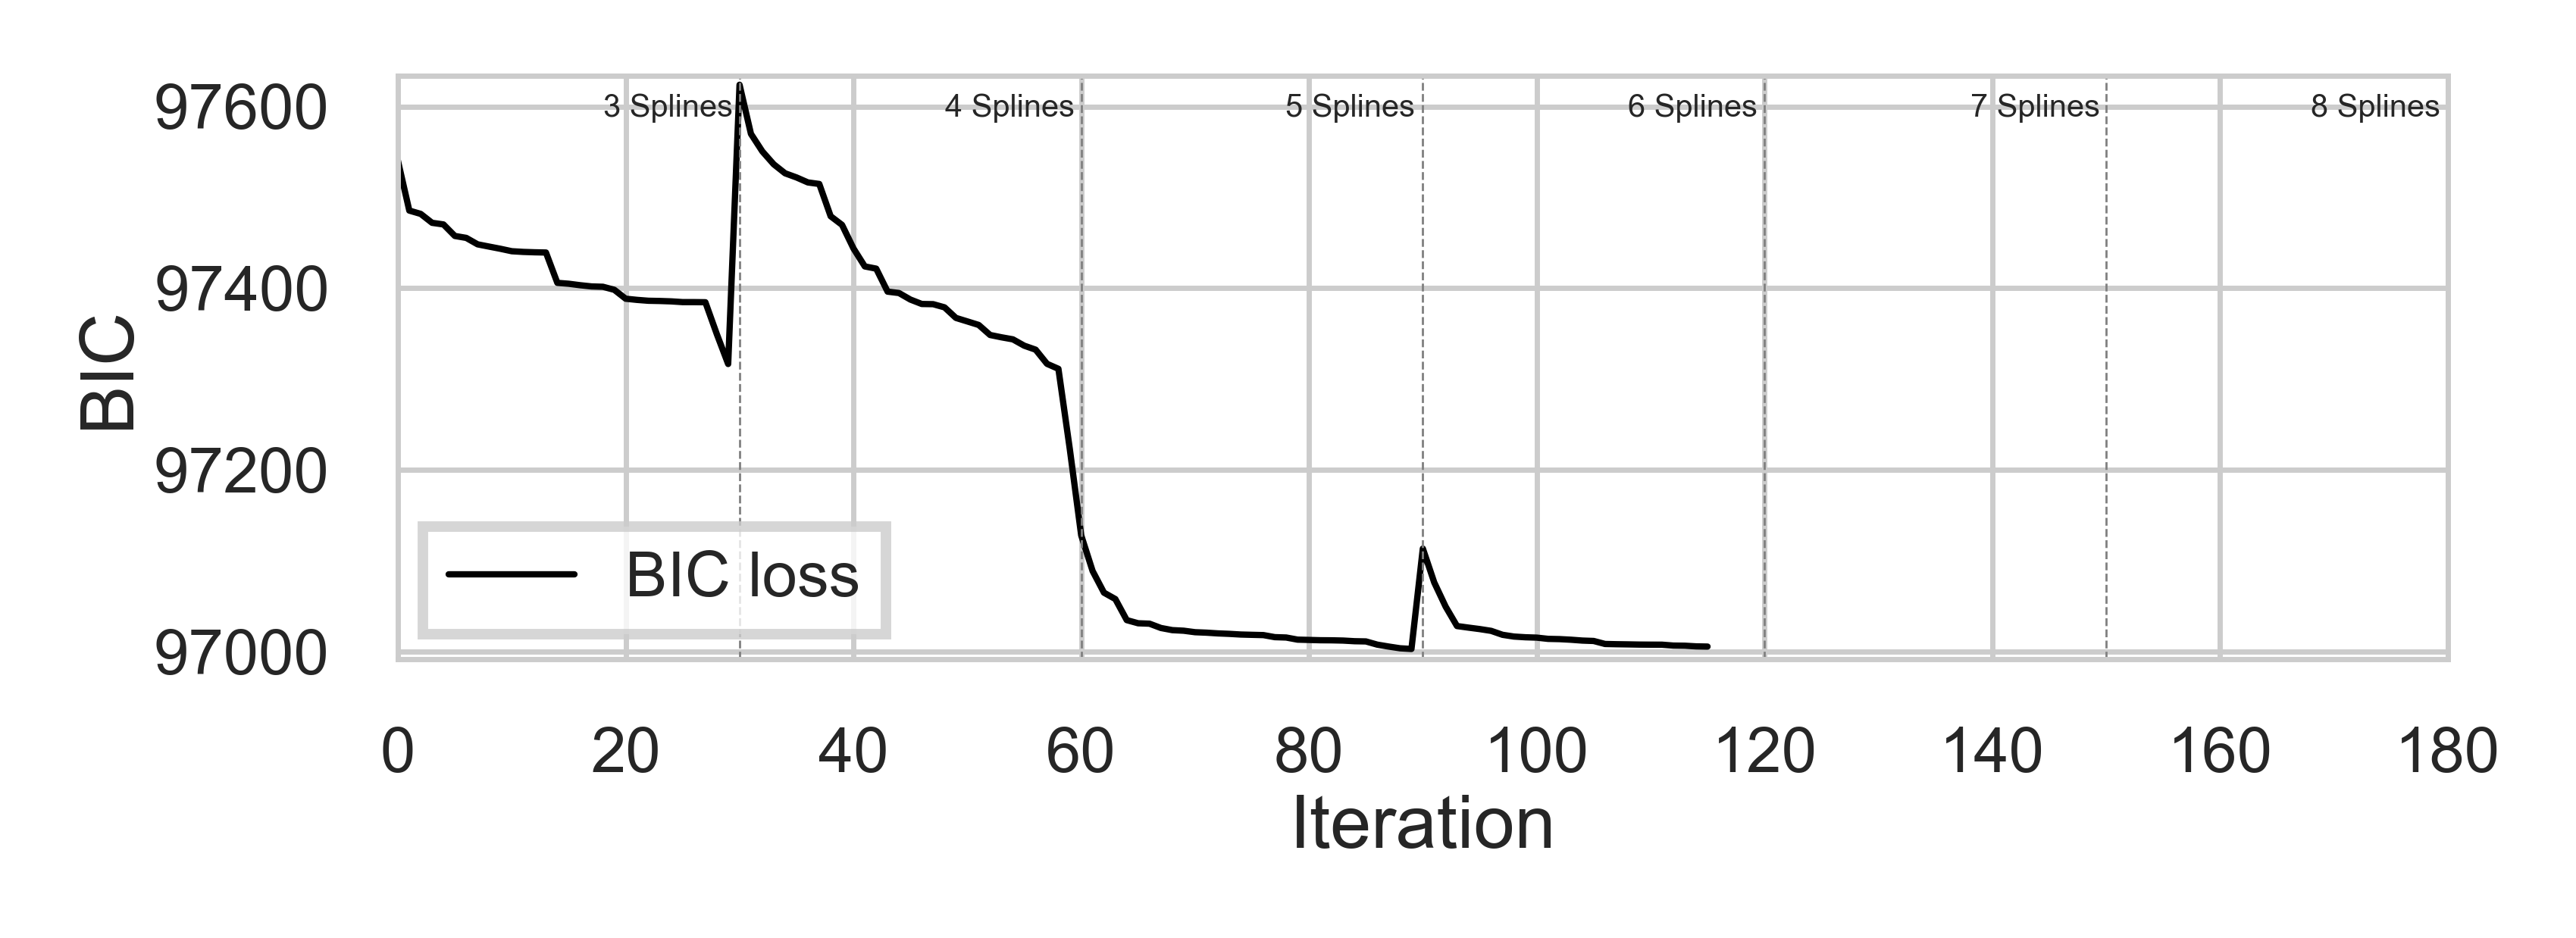 97600
97400
97200
97000
BIC
3 Splines
4 Splines
5 Splines
6 Splines
7 Splines
8 Splines
BIC loss
0 20 40 60 80 100 120 140 160 180
Iteration